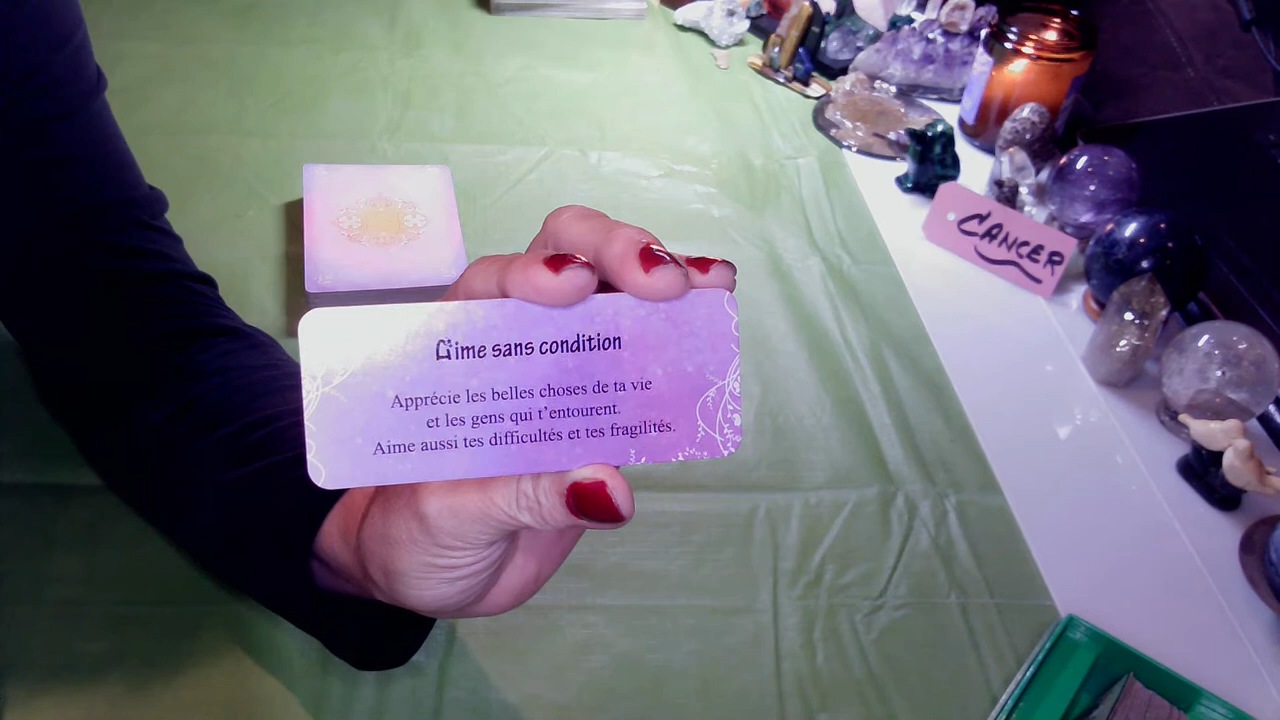 G'ime sans condition
Apprécie les belles choses de ta vie
et les gens qui t'entourent.
Aime aussi tes difficultés et tes fragilités.
CANCER